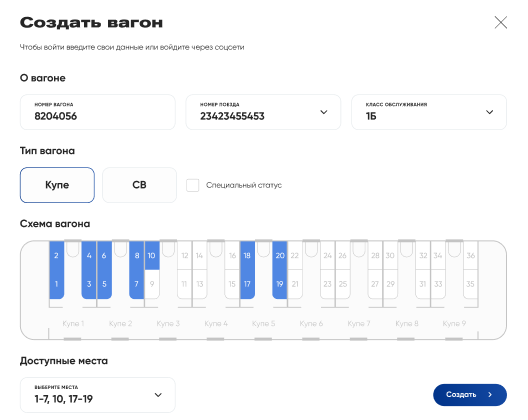 Создать вагон
Чтобы войти введите свои данные или войдите через соцсети
О вагоне
НОМЕР ВАГОНА
8204056
НОМЕР ПОЕЗДА
23423455453
КЛАСС ОБСЛУЖИВАНИЯ
1Б
Тип вагона
Купе
СВ
Специальный статус
Схема вагона
2 4 6 8 10 12 14 16 18 20 22 24 26 28 30 32 34 36
1 3 5 7 9 11 13 15 17 19 21 23 25 27 29 31 33 35
Купе 1 Купе 2 Купе 3 Купе 4 Купе 5 Купе 6 Купе 7 Купе 8 Купе 9
Доступные места
ВЫБЕРИТЕ МЕСТА
1-7, 10, 17-19
Создать